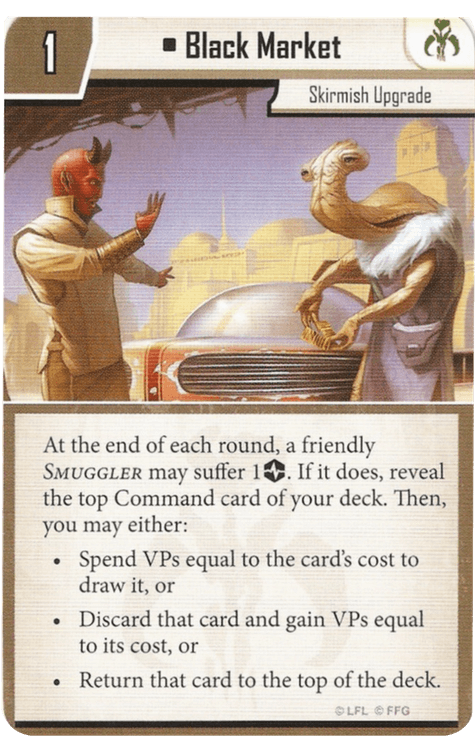 1
Black Market
Skirmish Upgrade
At the end of each round, a friendly
SMUGGLER may suffer 1. If it does, reveal
the top Command card of your deck. Then,
you may either:
• Spend VPs equal to the card's cost to
draw it, or
• Discard that card and gain VPs equal
to its cost, or
• Return that card to the top of the deck.
© LFL © FFG